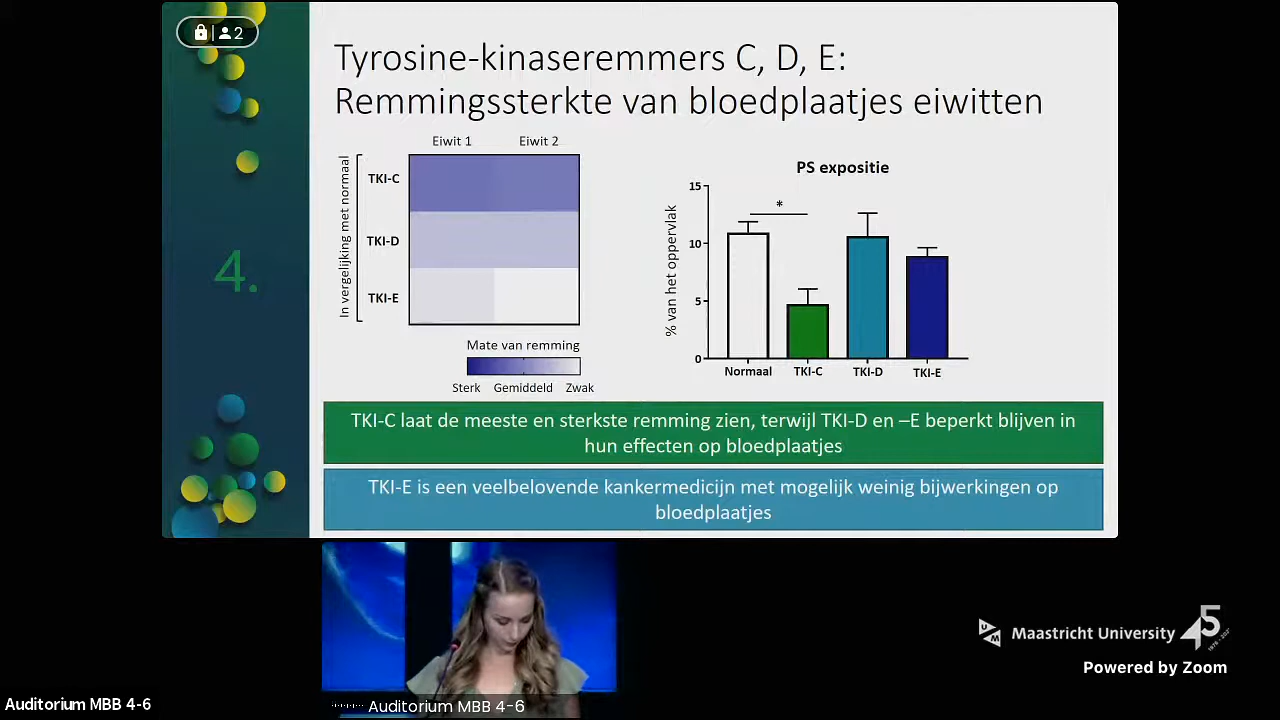 2
Tyrosine-kinaseremmers C, D, E:
Remmingssterkte van bloedplaatjes eiwitten
4.
Eiwit 1 Eiwit 2
In vergelijking met normaal
TKI-C
TKI-D
TKI-E
Mate van remming
Sterk Gemiddeld Zwak
PS expositie
% van het oppervlak
15
10
5
0
*
Normaal TKI-C TKI-D TKI-E
TKI-C laat de meeste en sterkste remming zien, terwijl TKI-D en –E beperkt blijven in
hun effecten op bloedplaatjes
TKI-E is een veelbelovende kankermedicijn met mogelijk weinig bijwerkingen op
bloedplaatjes
UM Maastricht University 45
Powered by Zoom
Auditorium MBB 4-6
Auditorium MBB 4-6